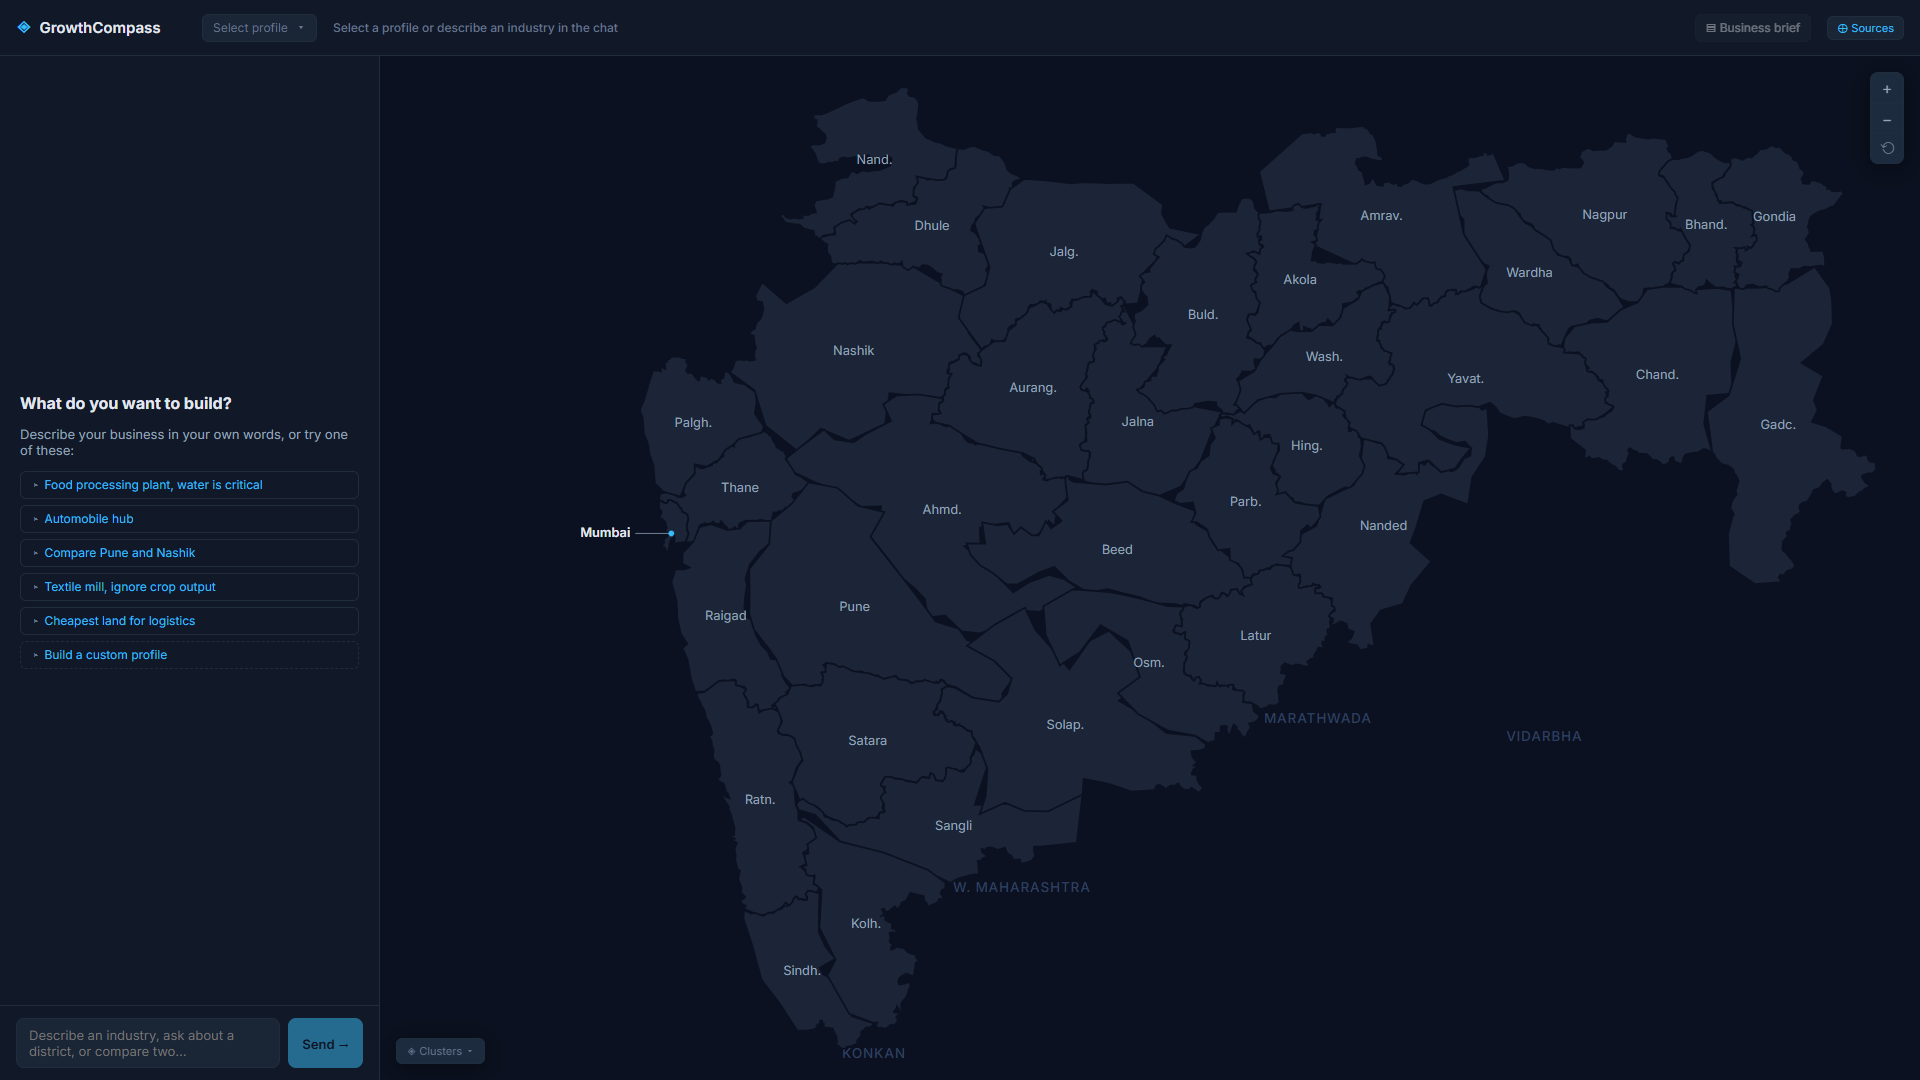 GrowthCompass
Select profile
Select a profile or describe an industry in the chat
Business brief
Sources
What do you want to build?
Describe your business in your own words, or try one
of these:
Food processing plant, water is critical
Automobile hub
Compare Pune and Nashik
Textile mill, ignore crop output
Cheapest land for logistics
Build a custom profile
Describe an industry, ask about a
district, or compare two...
Send →
+
−
Nand.
Dhule
Jalg.
Amrav.
Nagpur
Bhand.
Gondia
Akola
Wardha
Buld.
Nashik
Wash.
Aurang.
Yavat.
Chand.
Palgh.
Jalna
Gadc.
Hing.
Thane
Ahmd.
Parb.
Nanded
Mumbai
Beed
Raigad
Pune
Latur
Osm.
Solap.
MARATHWADA
VIDARBHA
Satara
Ratn.
Sangli
W. MAHARASHTRA
Kolh.
Sindh.
Clusters
KONKAN